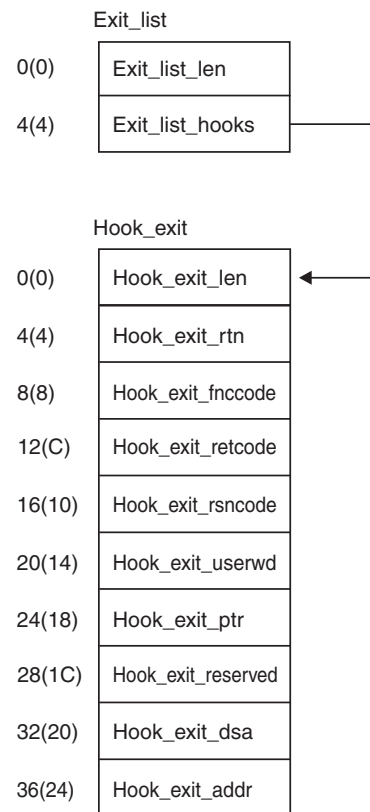 Exit_list
0(0) Exit_list_len
4(4) Exit_list_hooks
Hook_exit
0(0) Hook_exit_len
4(4) Hook_exit_rtn
8(8) Hook_exit_fnccode
12(C) Hook_exit_retcode
16(10) Hook_exit_rsncode
20(14) Hook_exit_userwd
24(18) Hook_exit_ptr
28(1C) Hook_exit_reserved
32(20) Hook_exit_dsa
36(24) Hook_exit_addr